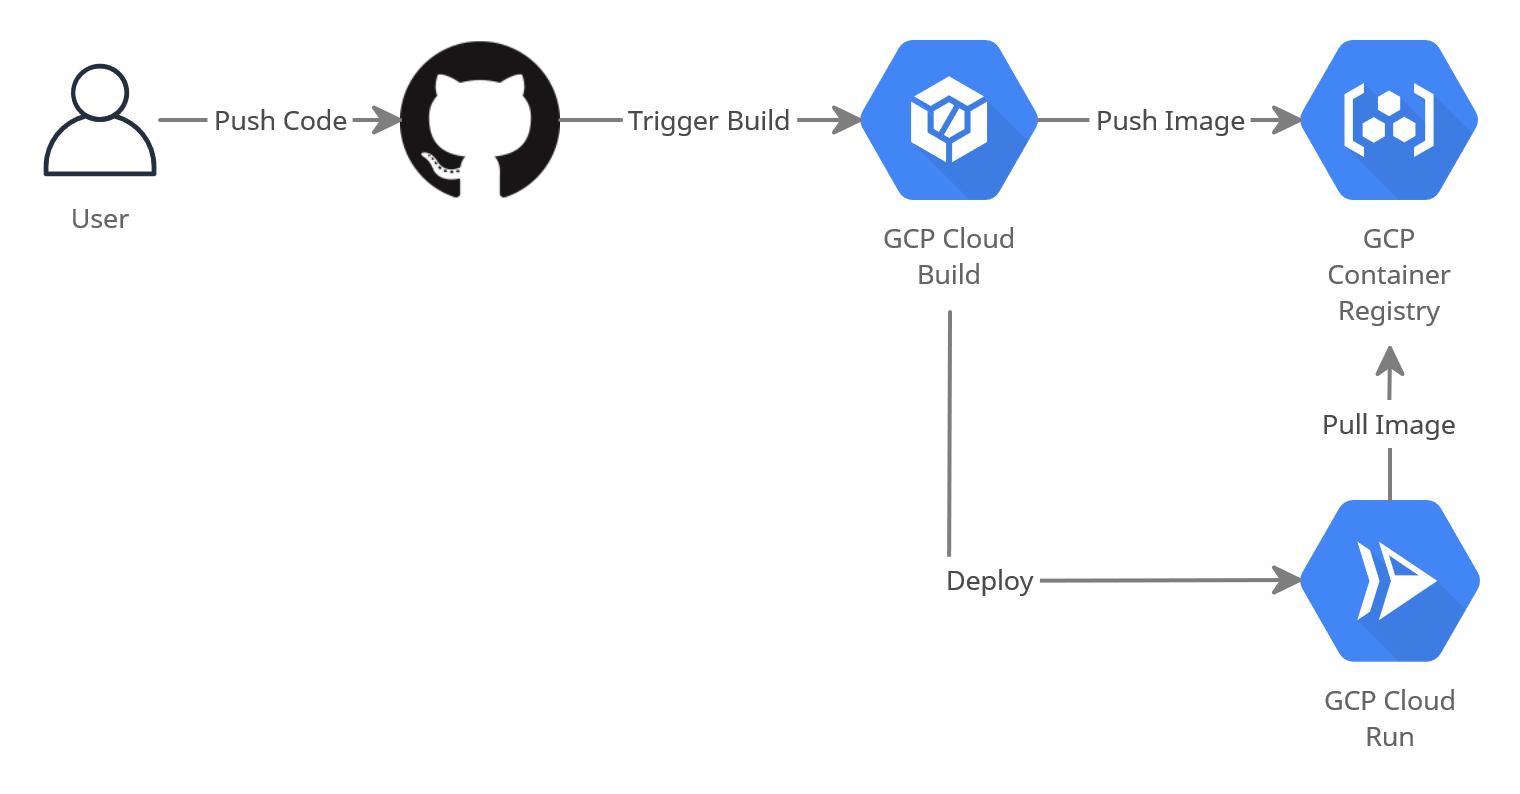 Push Code
Trigger Build
Push Image
User
GCP Cloud
Build
GCP
Container
Registry
Pull Image
Deploy
GCP Cloud
Run